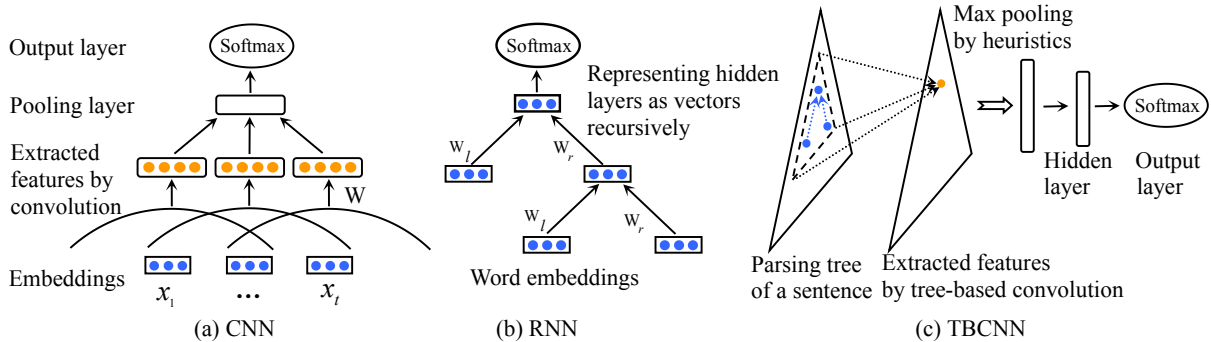 Output layer
Softmax
Pooling layer
Extracted
features by
convolution
W
Embeddings
x1
...
xt
(a) CNN
Softmax
Representing hidden
layers as vectors
recursively
Wl
Wr
Wl
Wr
Word embeddings
(b) RNN
Max pooling
by heuristics
Softmax
Hidden
layer
Output
layer
Parsing tree
of a sentence
Extracted features
by tree-based convolution
(c) TBCNN